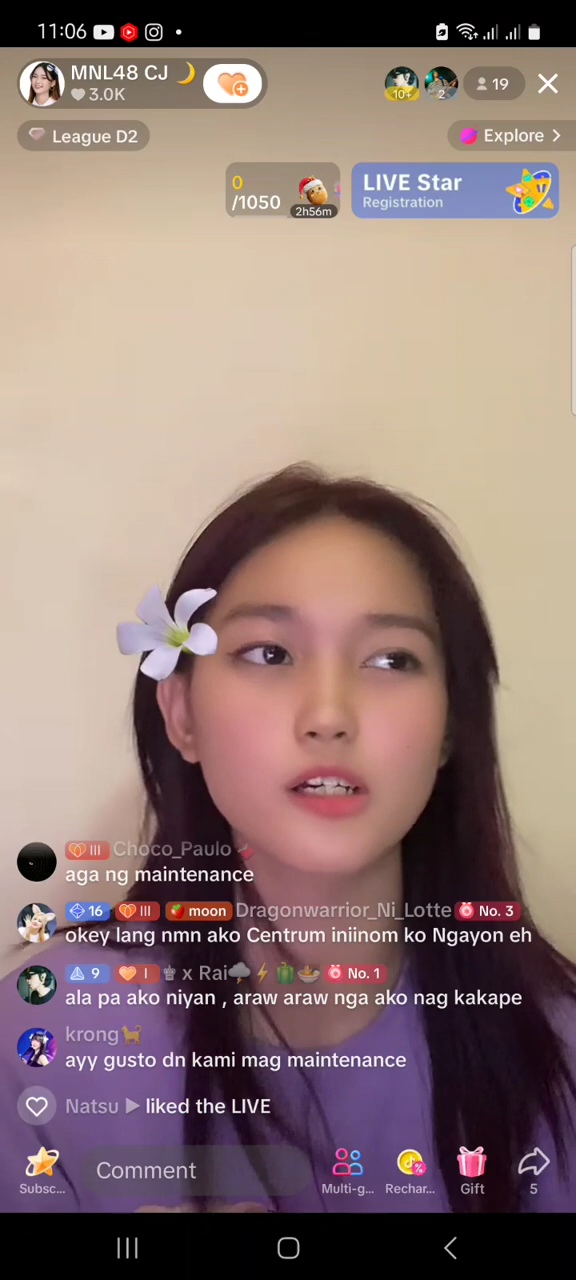 11:06
MNL48 CJ 🌙
3.0K
10+
2
19
League D2
Explore
0
/1050
2h56m
LIVE Star
Registration
III Choco_Paulo
aga ng maintenance
16 III moon Dragonwarrior_Ni_Lotte No. 3
okey lang nmn ako Centrum iniinom ko Ngayon eh
9 I x Rai No. 1
ala pa ako niyan , araw araw nga ako nag kakape
krong
ayy gusto dn kami mag maintenance
Natsu liked the LIVE
Subsc...
Comment
Multi-g...
Rechar...
Gift
5